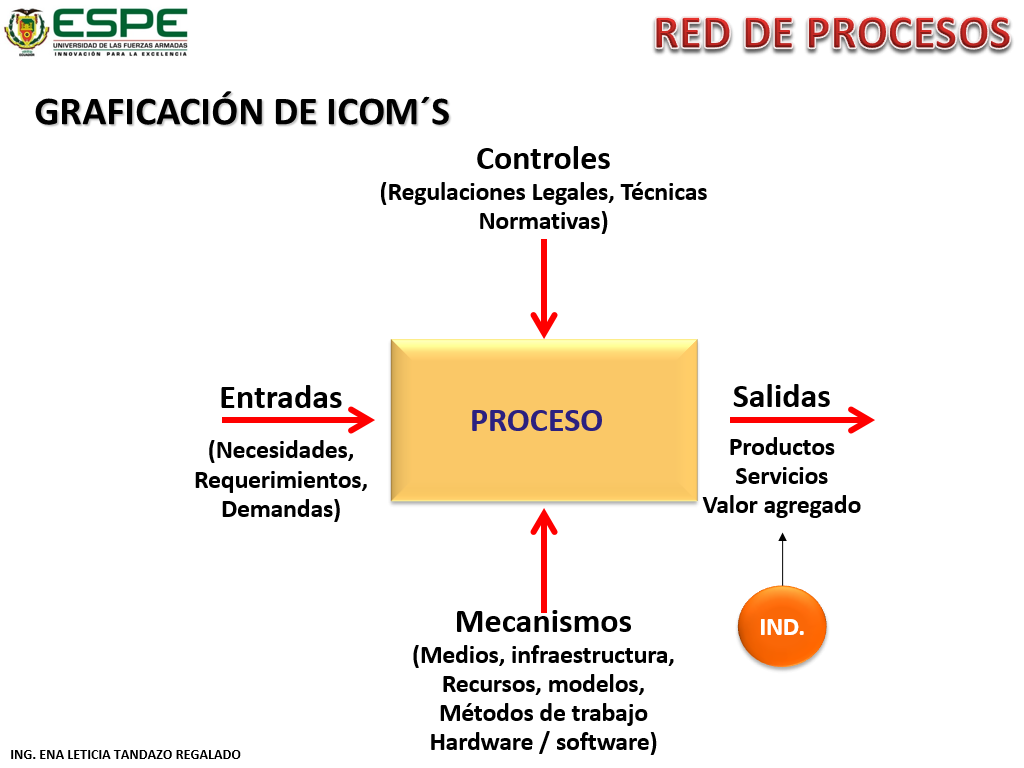 ESPE
UNIVERSIDAD DE LAS FUERZAS ARMADAS
INNOVACIÓN PARA LA EXCELENCIA
RED DE PROCESOS
GRAFICACIÓN DE ICOM´S
Controles
(Regulaciones Legales, Técnicas
Normativas)
Entradas
(Necesidades,
Requerimientos,
Demandas)
PROCESO
Salidas
Productos
Servicios
Valor agregado
IND.
Mecanismos
(Medios, infraestructura,
Recursos, modelos,
Métodos de trabajo
Hardware / software)
ING. ENA LETICIA TANDAZO REGALADO